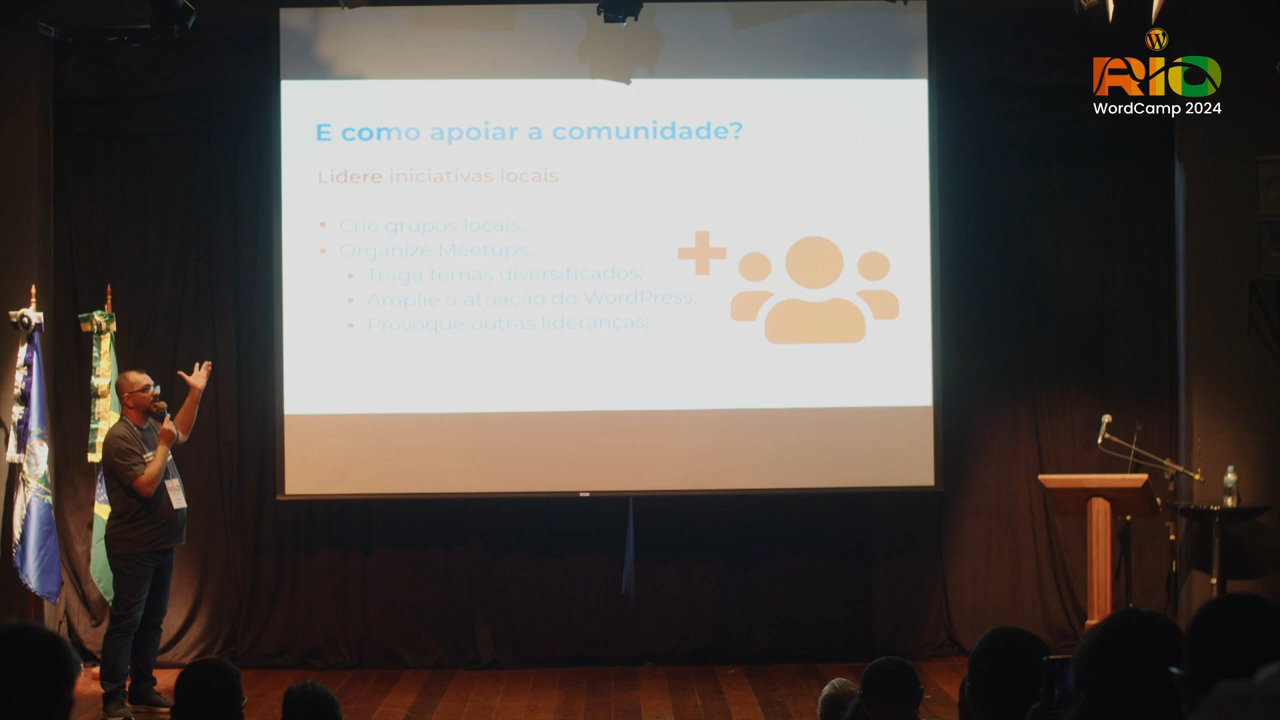 E como apoiar a comunidade?
Lidere iniciativas locais
Crie grupos locais;
Organize Meetups;
Traga temas diversificados;
Amplie a atuação do WordPress;
Provoque outras lideranças;
RIO
WordCamp 2024